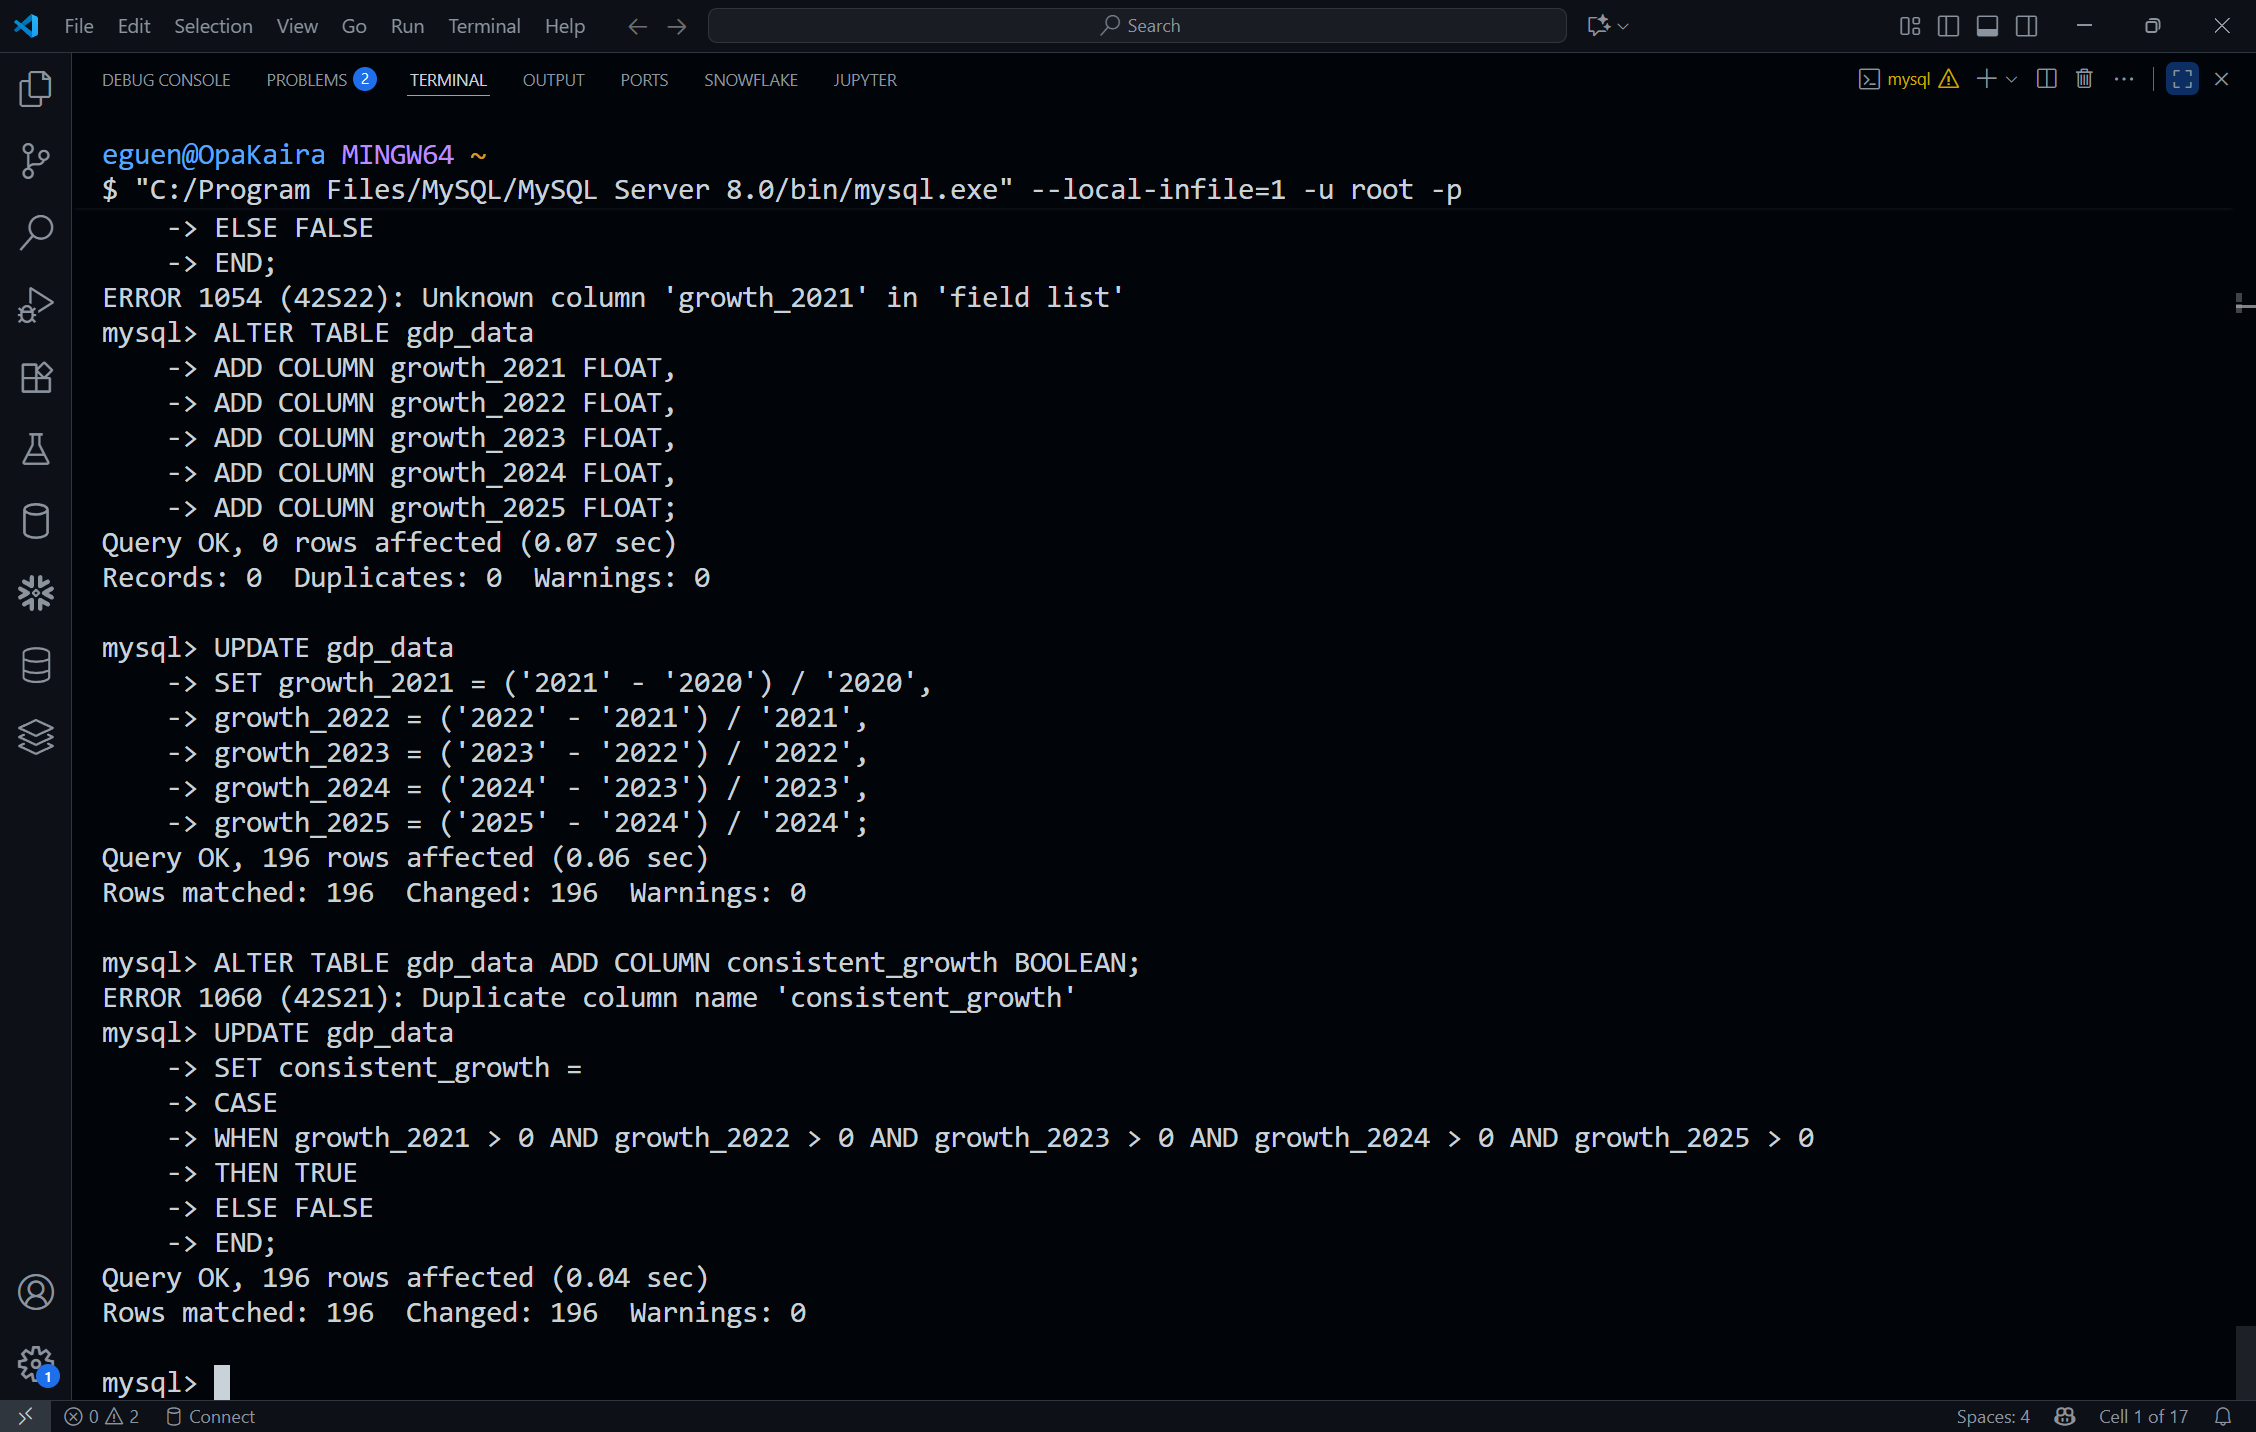 File Edit Selection View Go Run Terminal Help Search
DEBUG CONSOLE PROBLEMS 2 TERMINAL OUTPUT PORTS SNOWFLAKE JUPYTER mysql
eguen@OpaKaira MINGW64 ~
$ "C:/Program Files/MySQL/MySQL Server 8.0/bin/mysql.exe" --local-infile=1 -u root -p
-> ELSE FALSE
-> END;
ERROR 1054 (42S22): Unknown column 'growth_2021' in 'field list'
mysql> ALTER TABLE gdp_data
-> ADD COLUMN growth_2021 FLOAT,
-> ADD COLUMN growth_2022 FLOAT,
-> ADD COLUMN growth_2023 FLOAT,
-> ADD COLUMN growth_2024 FLOAT,
-> ADD COLUMN growth_2025 FLOAT;
Query OK, 0 rows affected (0.07 sec)
Records: 0  Duplicates: 0  Warnings: 0
mysql> UPDATE gdp_data
-> SET growth_2021 = ('2021' - '2020') / '2020',
-> growth_2022 = ('2022' - '2021') / '2021',
-> growth_2023 = ('2023' - '2022') / '2022',
-> growth_2024 = ('2024' - '2023') / '2023',
-> growth_2025 = ('2025' - '2024') / '2024';
Query OK, 196 rows affected (0.06 sec)
Rows matched: 196  Changed: 196  Warnings: 0
mysql> ALTER TABLE gdp_data ADD COLUMN consistent_growth BOOLEAN;
ERROR 1060 (42S21): Duplicate column name 'consistent_growth'
mysql> UPDATE gdp_data
-> SET consistent_growth =
-> CASE
-> WHEN growth_2021 > 0 AND growth_2022 > 0 AND growth_2023 > 0 AND growth_2024 > 0 AND growth_2025 > 0
-> THEN TRUE
-> ELSE FALSE
-> END;
Query OK, 196 rows affected (0.04 sec)
Rows matched: 196  Changed: 196  Warnings: 0
mysql>
1
0 2 Connect Spaces: 4 Cell 1 of 17